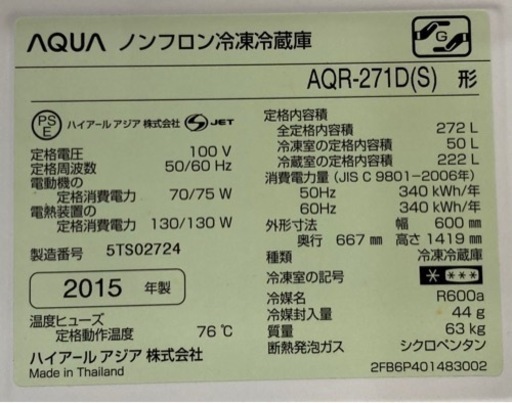 AQUA ノンフロン冷凍冷蔵庫
G
AQR-271D(S) 形
PS
E
ハイアール アジア 株式会社 S JET
定格電圧 100 V
定格周波数 50/60 Hz
電動機の
定格消費電力 70/75 W
電熱装置の
定格消費電力 130/130 W
製造番号 5TS02724
2015 年製
温度ヒューズ
定格動作温度 76℃
ハイアール アジア 株式会社
Made in Thailand
定格内容積
全定格内容積 272 L
冷凍室の定格内容積 50 L
冷蔵室の定格内容積 222 L
消費電力量 (JIS C 9801-2006年)
50Hz 340 kWh/年
60Hz 340 kWh/年
外形寸法 幅 600 ㎜
奥行 667 ㎜ 高さ 1419 ㎜
種類 冷凍冷蔵庫
冷凍室の記号 * ***
冷媒名 R600a
冷媒封入量 44 g
質量 63 kg
断熱発泡ガス シクロペンタン
2FB6P401483002